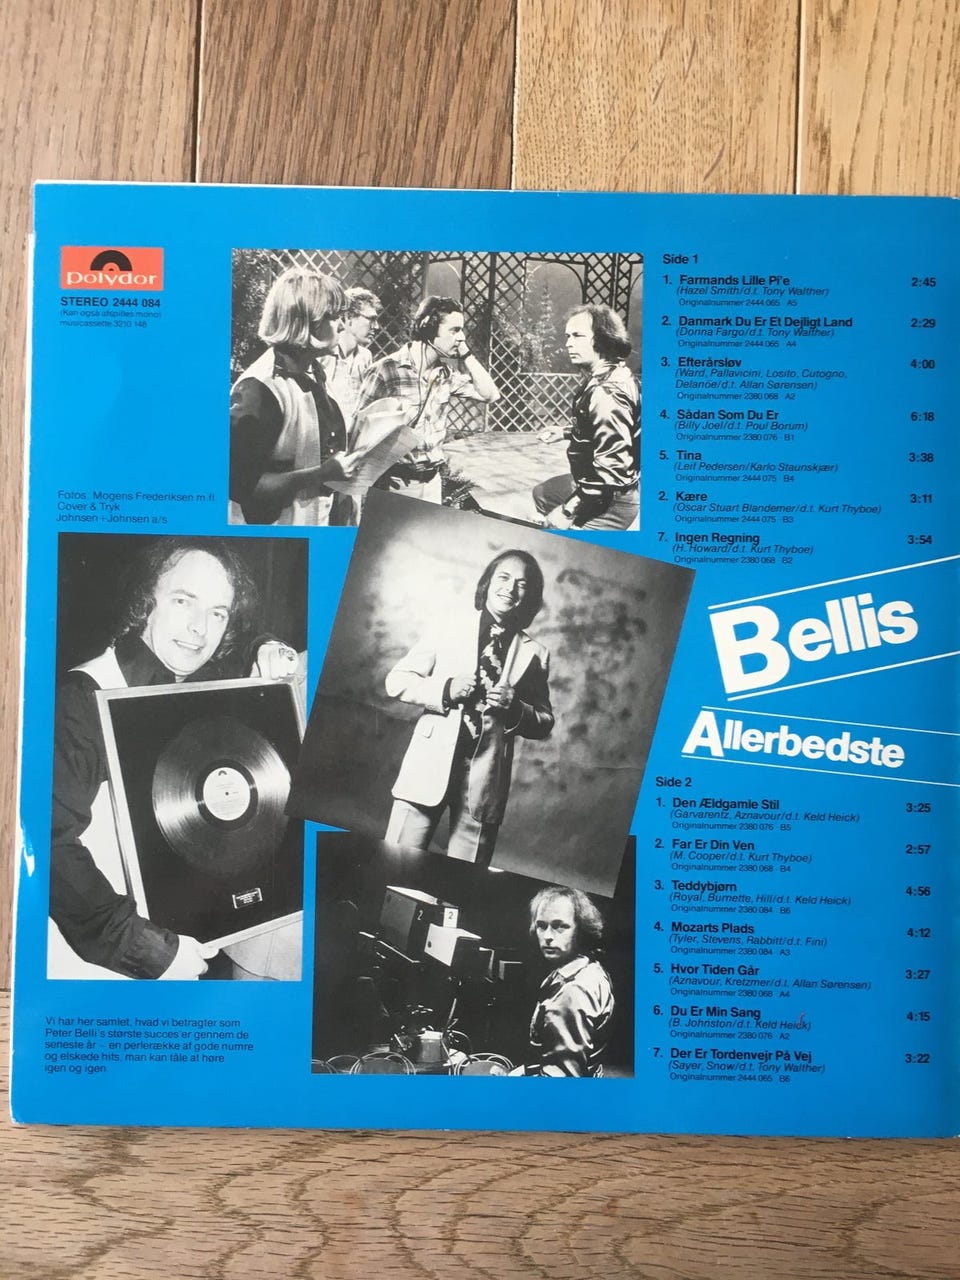 Polydor
STEREO 2444 084
(Kan også afspilles mono)
musicassette 3210 148
Fotos: Mogens Frederiksen m.fl.
Cover & Tryk
Johnsen+Johnsen a/s
Vi har her samlet, hvad vi betragter som
Peter Belli's største succes'er gennem de
seneste år – en perlerække af gode numre
og elskede hits, man kan tåle at høre
igen og igen.
2
2
Side 1
1. Farmands Lille Pi'e 2:45
(Hazel Smith/d.t. Tony Walther)
Originalnummer 2444 065 A5
2. Danmark Du Er Et Dejligt Land 2:29
(Donna Fargo/d.t. Tony Walther)
Originalnummer 2444 065 A4
3. Efterårsløv 4:00
(Ward, Pallavicini, Losito, Cutogno,
Delanöe/d.t. Allan Sørensen)
Originalnummer 2380 068 A2
4. Sådan Som Du Er 6:18
(Billy Joel/d.t. Poul Borum)
Originalnummer 2380 076 B1
5. Tina 3:38
(Leif Pedersen/Karlo Staunskjær)
Originalnummer 2444 075 B4
2. Kære 3:11
(Oscar Stuart Blandemer/d.t. Kurt Thyboe)
Originalnummer 2444 075 B3
7. Ingen Regning 3:54
(H. Howard/d.t. Kurt Thyboe)
Originalnummer 2380 068 B2
Bellis
Allerbedste
Side 2
1. Den Ældgamle Stil 3:25
(Garvarentz, Aznavour/d.t. Keld Heick)
Originalnummer 2380 076 B5
2. Far Er Din Ven 2:57
(M. Cooper/d.t. Kurt Thyboe)
Originalnummer 2380 068 B4
3. Teddybjørn 4:56
(Royal, Burnette, Hill/d.t. Keld Heick)
Originalnummer 2380 084 B6
4. Mozarts Plads 4:12
(Tyler, Stevens, Rabbitt/d.t. Fini)
Originalnummer 2380 084 A3
5. Hvor Tiden Går 3:27
(Aznavour, Kretzmer/d.t. Allan Sørensen)
Originalnummer 2380 068 A4
6. Du Er Min Sang 4:15
(B. Johnston/d.t. Keld Heick)
Originalnummer 2380 076 A2
7. Der Er Tordenvejr På Vej 3:22
(Sayer, Snow/d.t. Tony Walther)
Originalnummer 2444 065 B6